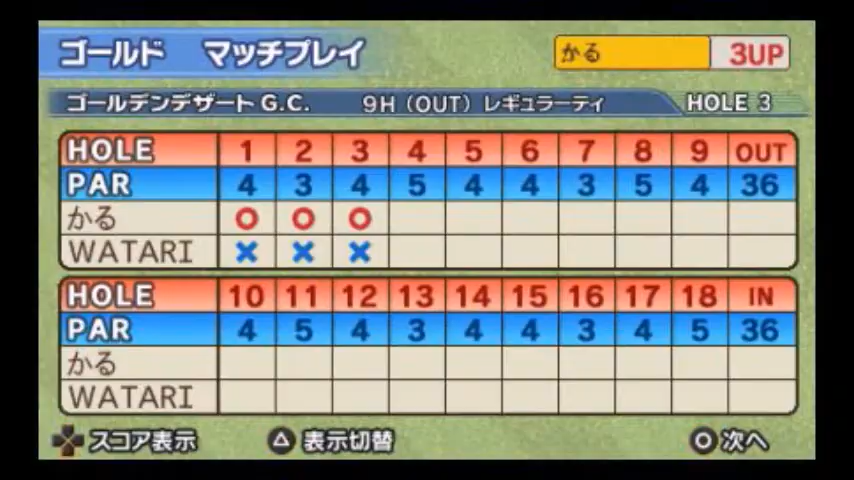 ゴールド マッチプレイ かる 3UP
ゴールデンデザートG.C. 9H(OUT)レギュラーティ HOLE 3
HOLE 1 2 3 4 5 6 7 8 9 OUT
PAR 4 3 4 5 4 4 3 5 4 36
かる ○ ○ ○
WATARI × × ×
HOLE 10 11 12 13 14 15 16 17 18 IN
PAR 4 5 4 3 4 4 3 4 5 36
かる
WATARI
スコア表示 △ 表示切替 ○ 次へ